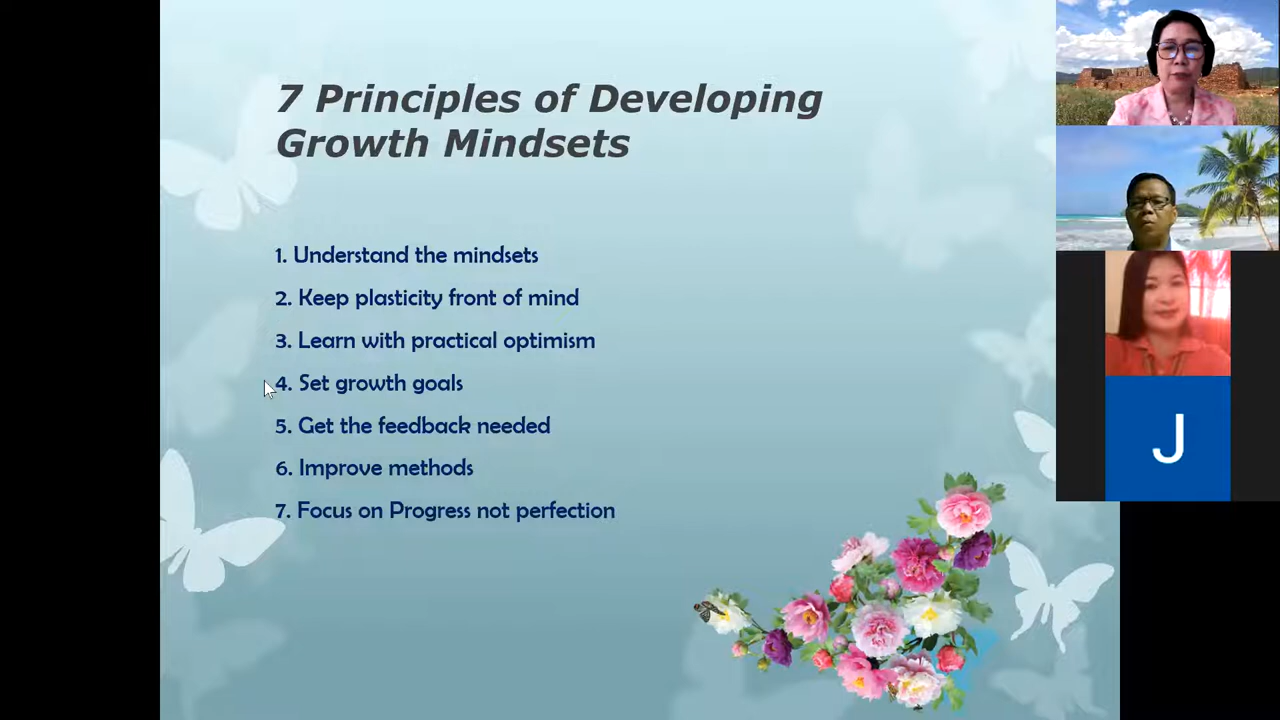 7 Principles of Developing
Growth Mindsets
1. Understand the mindsets
2. Keep plasticity front of mind
3. Learn with practical optimism
4. Set growth goals
5. Get the feedback needed
6. Improve methods
7. Focus on Progress not perfection
J